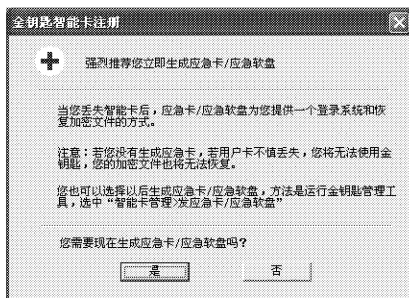 金钥匙智能卡注册
强烈推荐您立即生成应急卡/应急软盘
当您丢失智能卡后，应急卡/应急软盘为您提供一个登录系统和恢
复加密文件的方式。
注意：若您没有生成应急卡，若用户卡不慎丢失，您将无法使用金
钥匙，您的加密文件也将无法恢复。
您也可以选择以后生成应急卡/应急软盘，方法是运行金钥匙管理工
具，选中“智能卡管理>发应急卡/应急软盘”
您需要现在生成应急卡/应急软盘吗？
是
否